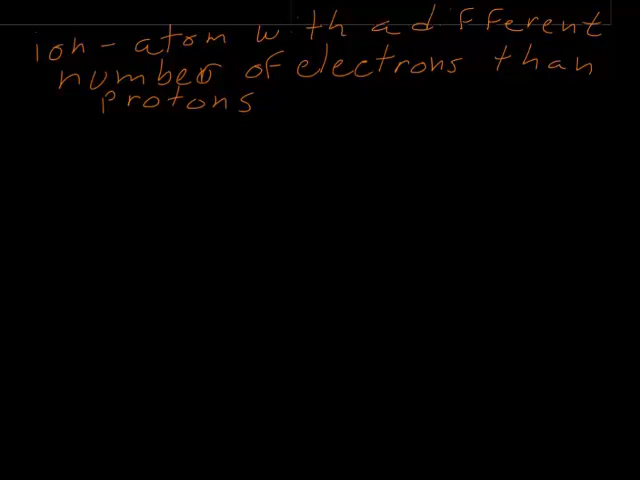 ion - atom with a different
number of electrons than
protons